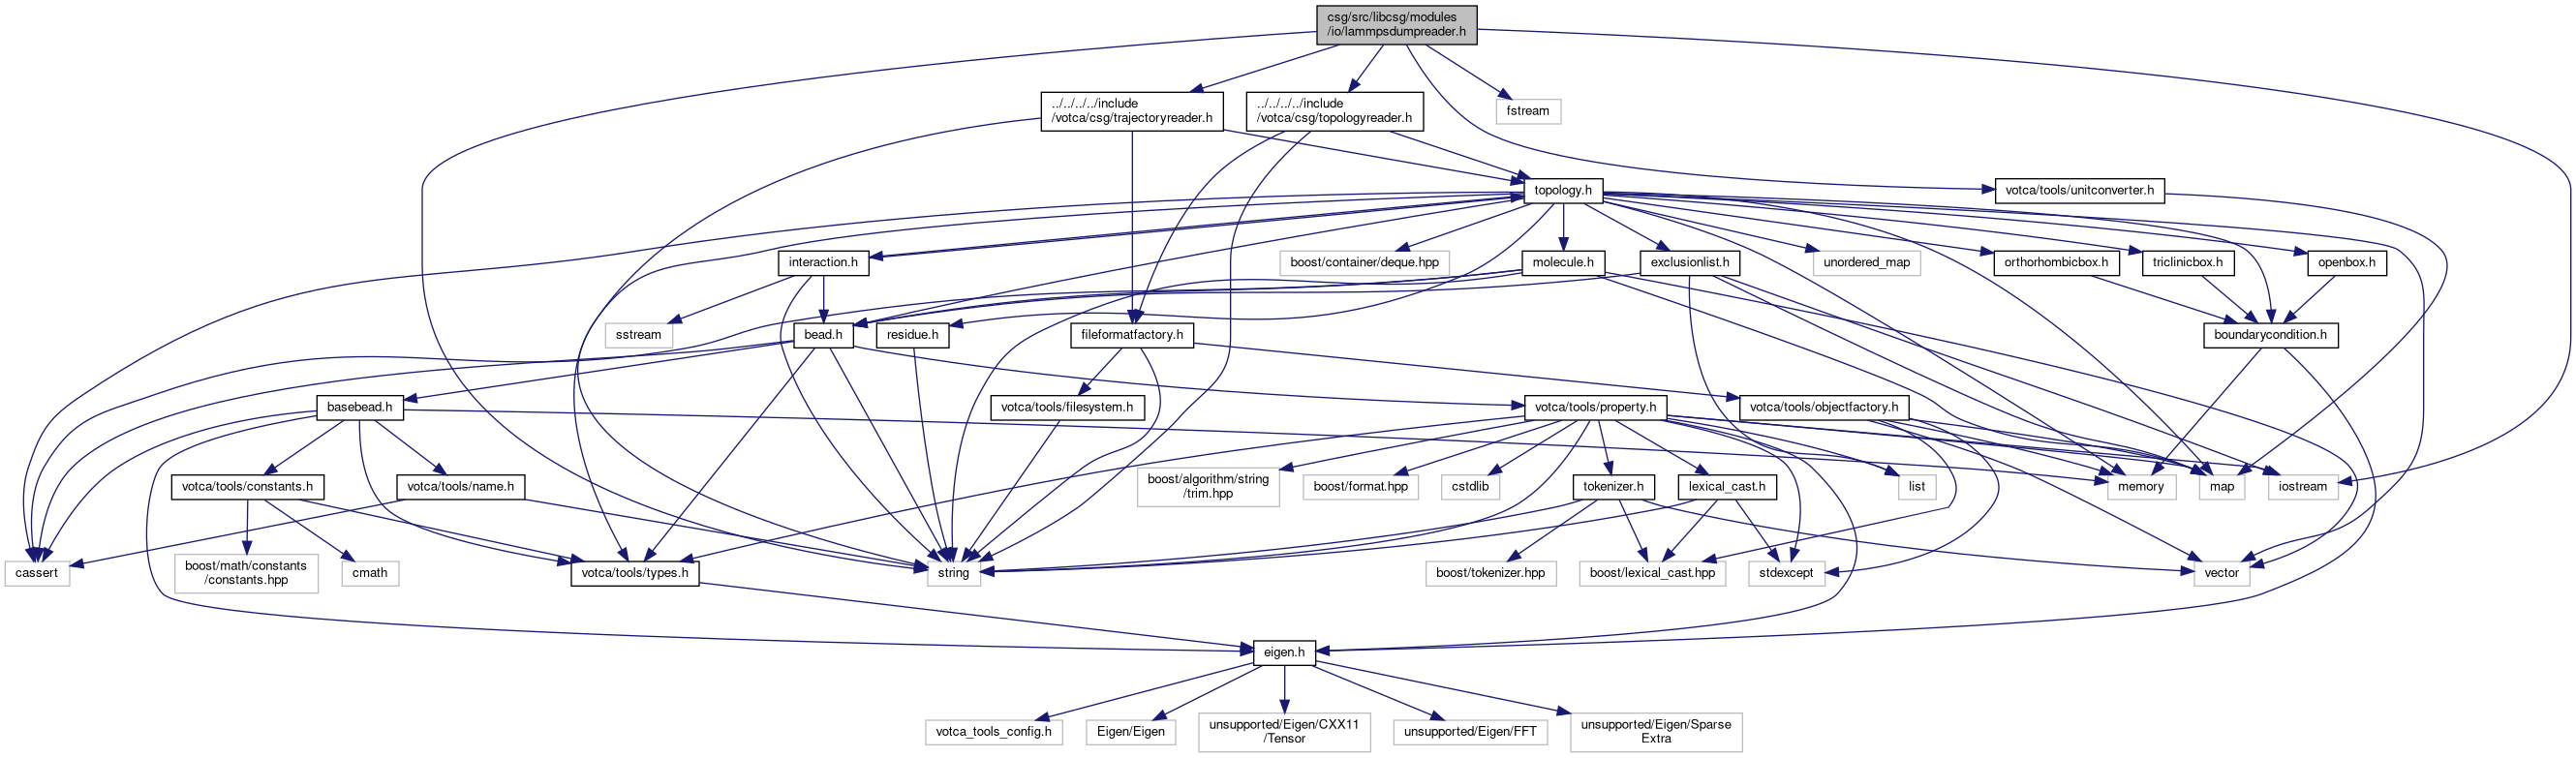 csg/src/libcsg/modules
/io/lammpsdumpreader.h
../../../../include
/votca/csg/trajectoryreader.h
../../../../include
/votca/csg/topologyreader.h
fstream
topology.h
votca/tools/unitconverter.h
interaction.h
boost/container/deque.hpp
molecule.h
exclusionlist.h
unordered_map
orthorhombicbox.h
triclinicbox.h
openbox.h
sstream
bead.h
residue.h
fileformatfactory.h
boundarycondition.h
basebead.h
votca/tools/filesystem.h
votca/tools/property.h
votca/tools/objectfactory.h
votca/tools/constants.h
votca/tools/name.h
boost/algorithm/string
/trim.hpp
boost/format.hpp
cstdlib
tokenizer.h
lexical_cast.h
list
memory
map
iostream
cassert
boost/math/constants
/constants.hpp
cmath
votca/tools/types.h
string
boost/tokenizer.hpp
boost/lexical_cast.hpp
stdexcept
vector
eigen.h
votca_tools_config.h
Eigen/Eigen
unsupported/Eigen/CXX11
/Tensor
unsupported/Eigen/FFT
unsupported/Eigen/Sparse
Extra